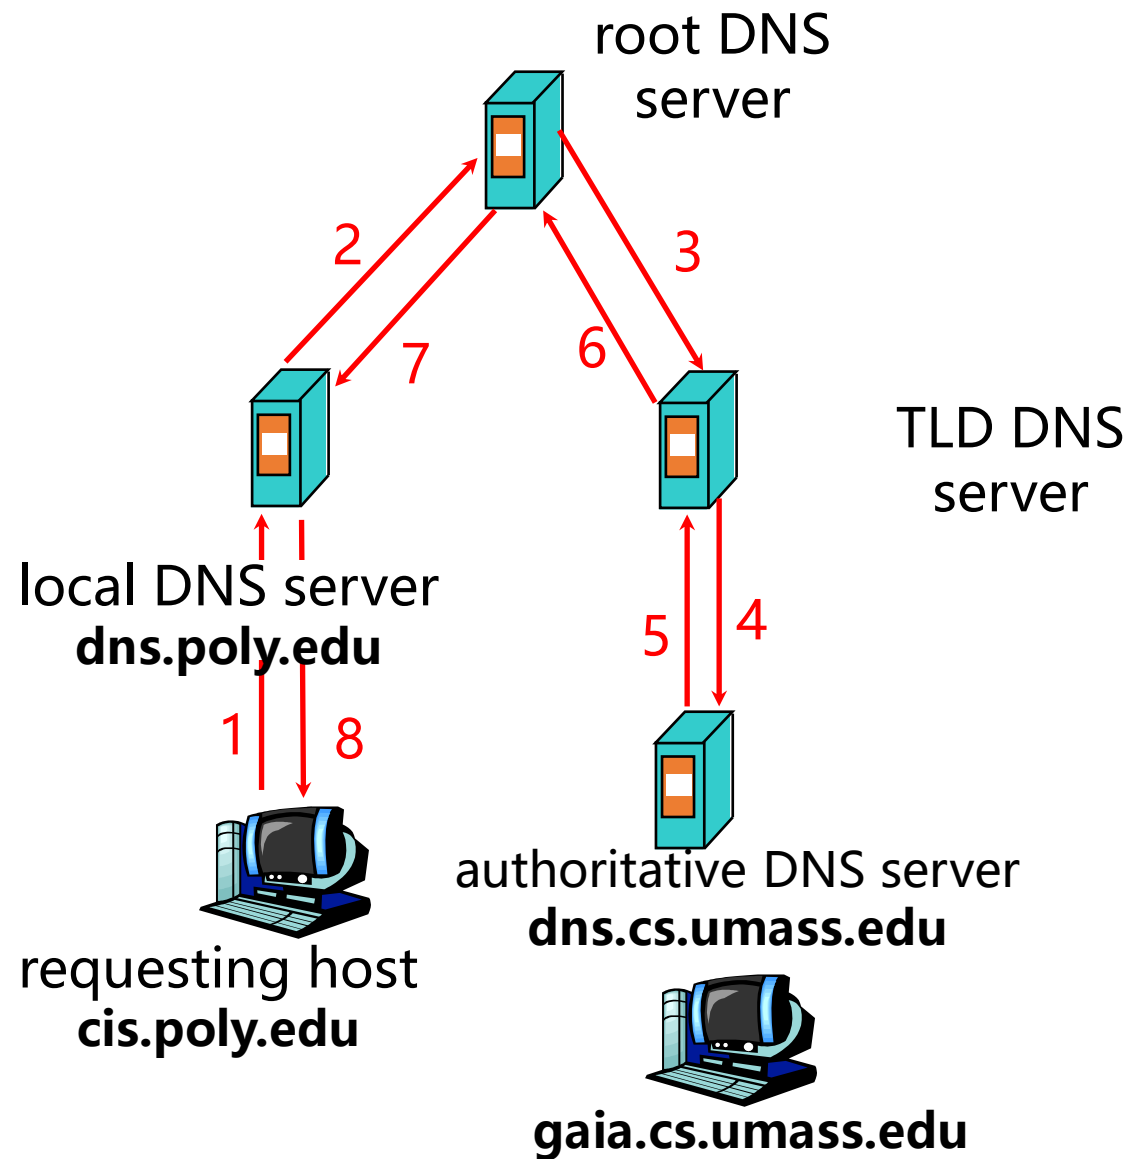 root DNS
server
2
3
7
6
TLD DNS
server
local DNS server
dns.poly.edu
5
4
1
8
authoritative DNS server
dns.cs.umass.edu
requesting host
cis.poly.edu
gaia.cs.umass.edu